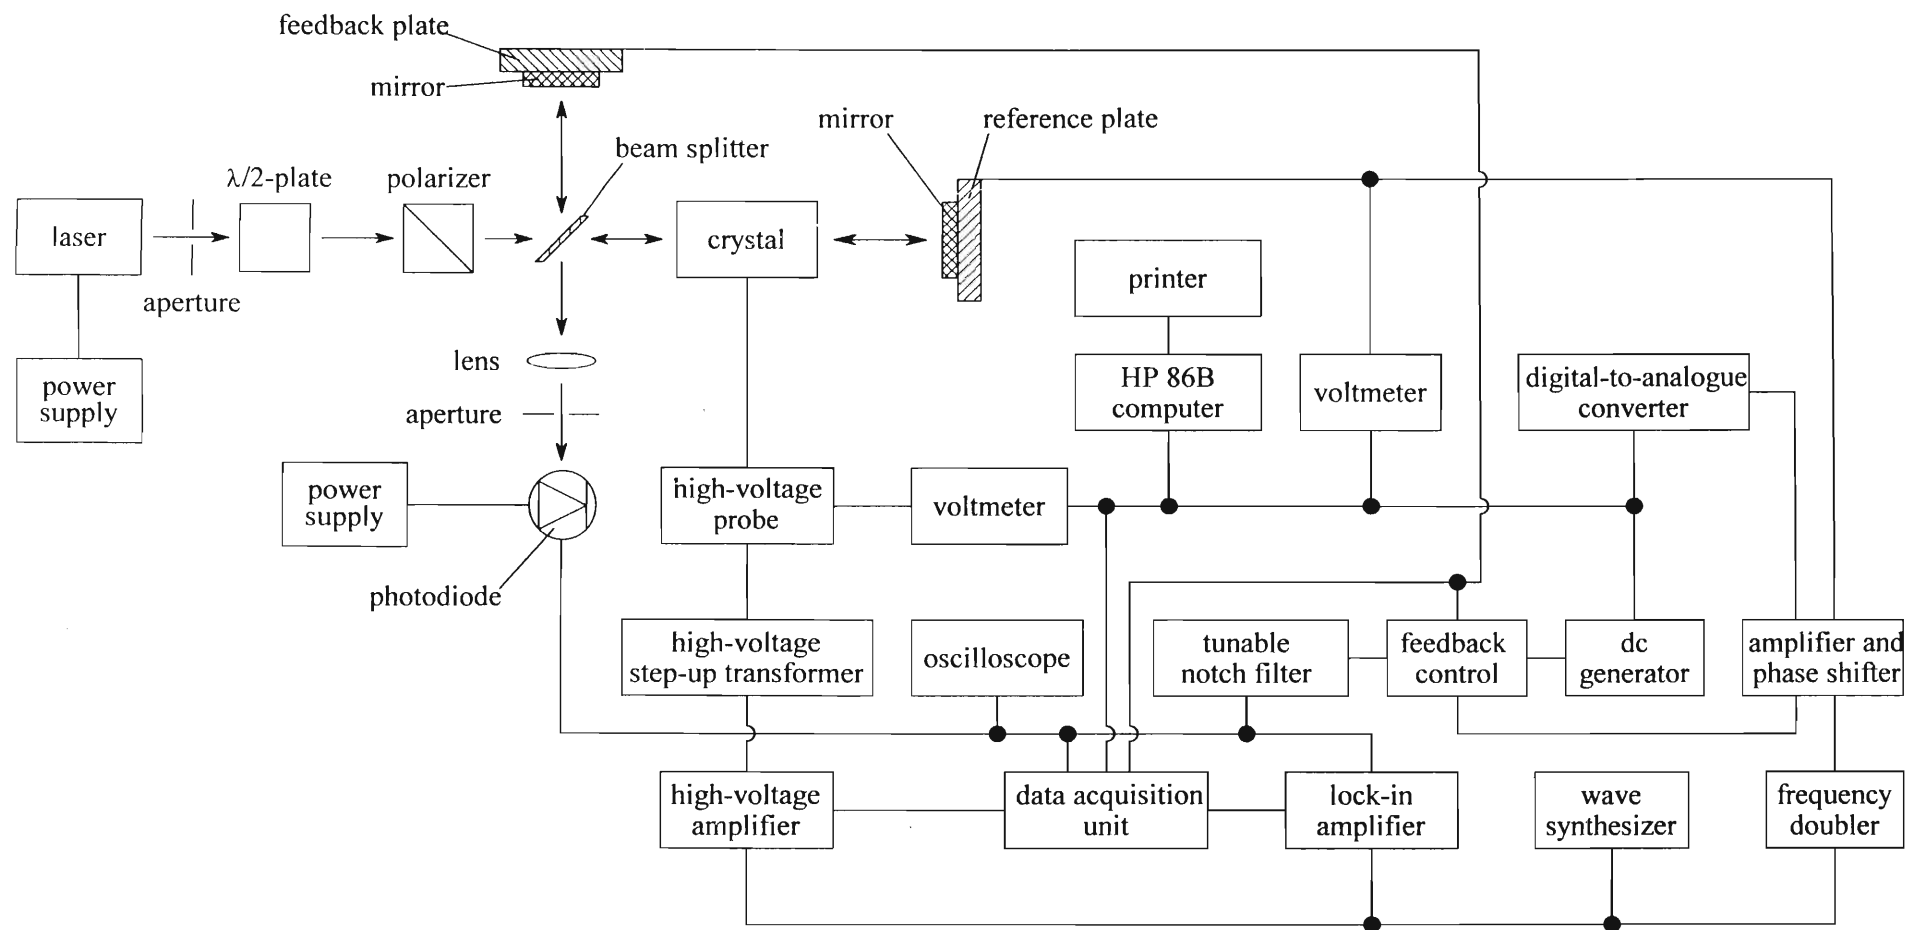 feedback plate
mirror
mirror
reference plate
beam splitter
λ/2-plate
polarizer
laser
crystal
aperture
printer
lens
power
supply
HP 86B
computer
voltmeter
digital-to-analogue
converter
aperture
power
supply
high-voltage
probe
voltmeter
photodiode
high-voltage
step-up transformer
oscilloscope
tunable
notch filter
feedback
control
dc
generator
amplifier and
phase shifter
high-voltage
amplifier
data acquisition
unit
lock-in
amplifier
wave
synthesizer
frequency
doubler